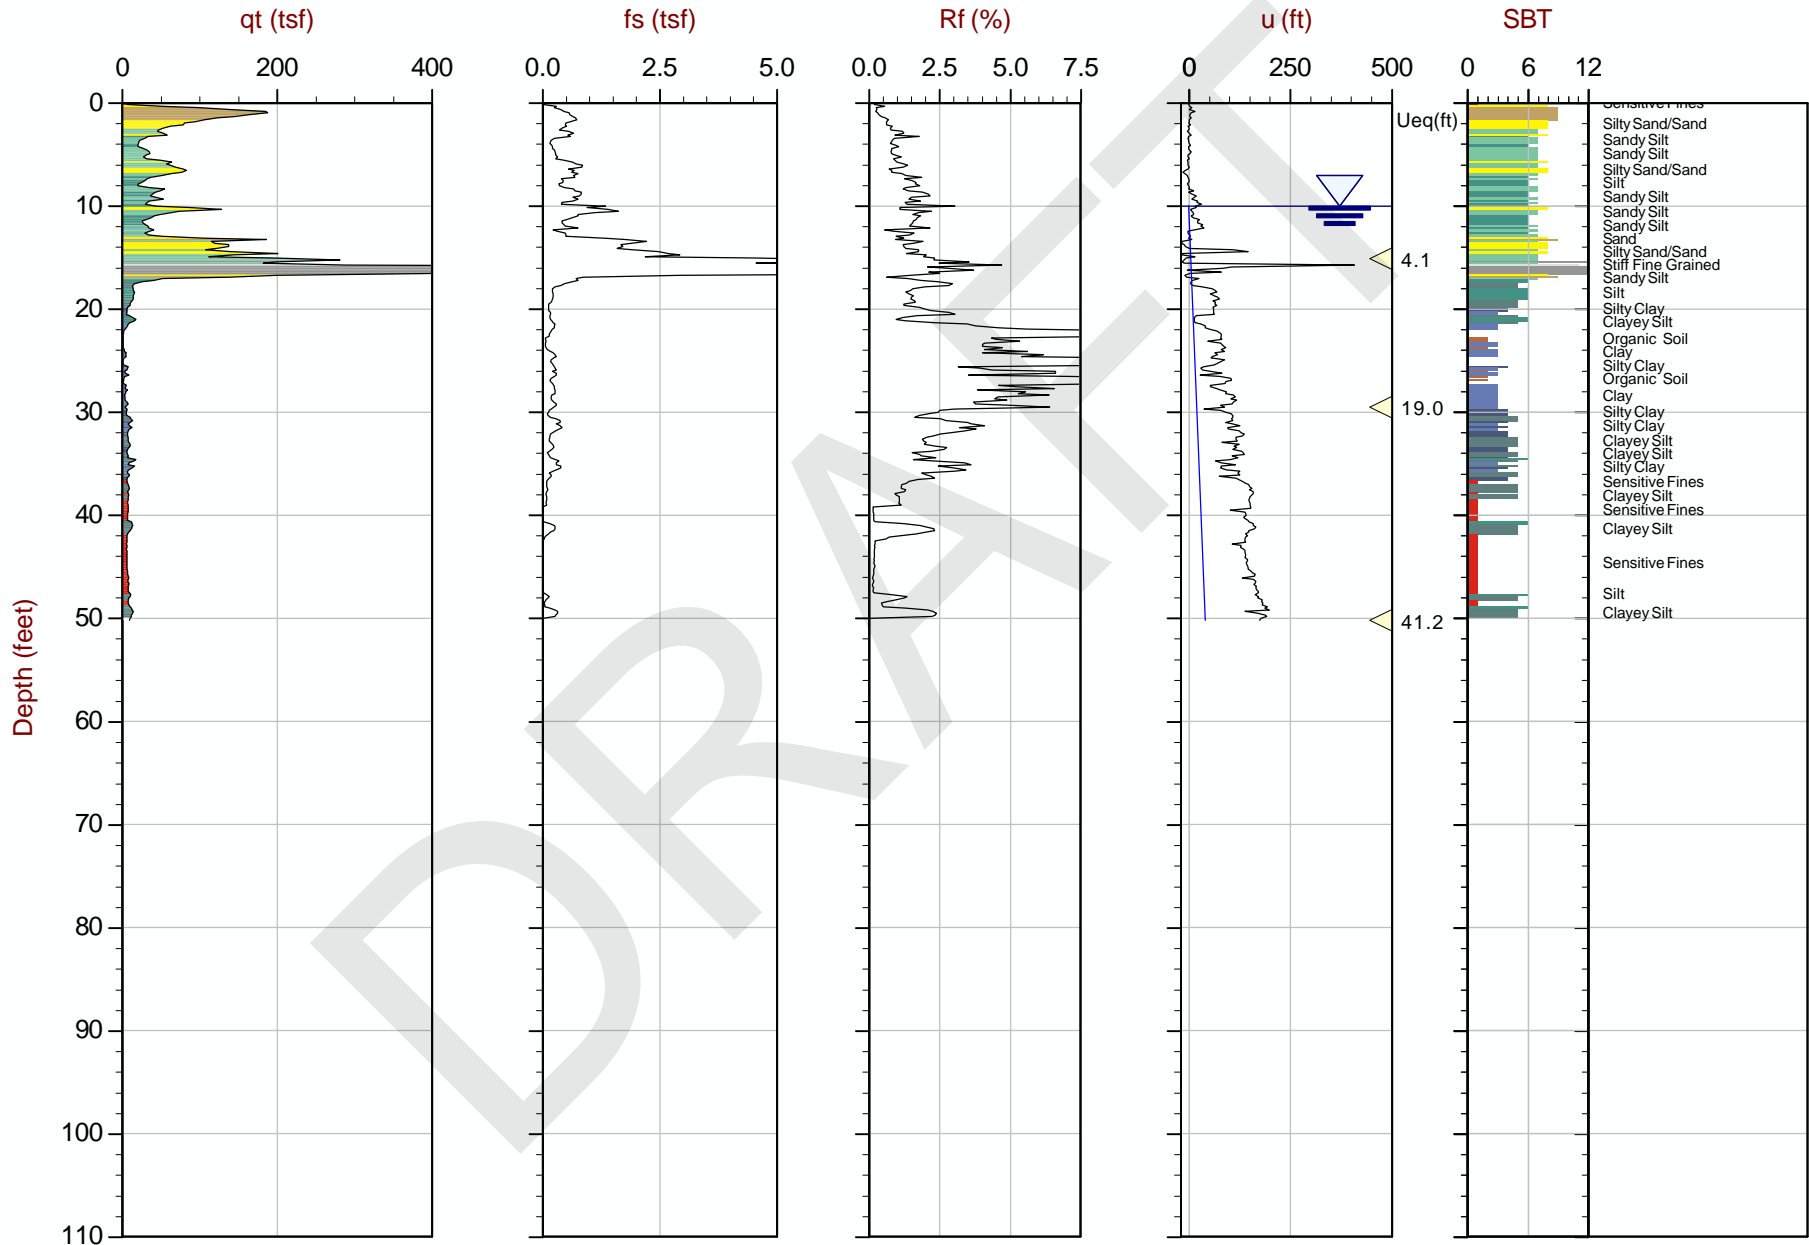 qt (tsf) fs (tsf) Rf (%) u (ft) SBT
0 200 400 0.0 2.5 5.0 0.0 2.5 5.0 7.5 0 250 500 0 6 12
0
Ueq(ft)
Sensitive Fines
Silty Sand/Sand
Sandy Silt
Sandy Silt
Silty Sand/Sand
Silt
Sandy Silt
10
Sandy Silt
Sandy Silt
Sand
Silty Sand/Sand
4.1
Stiff Fine Grained
Sandy Silt
Silt
20
Silty Clay
Clayey Silt
Organic Soil
Clay
Silty Clay
Organic Soil
Clay
19.0
30
Silty Clay
Silty Clay
Clayey Silt
Clayey Silt
Silty Clay
Sensitive Fines
Clayey Silt
Sensitive Fines
40
Clayey Silt
Sensitive Fines
Silt
Clayey Silt
50
41.2
60
70
80
90
100
110
Depth (feet)
DRAFT